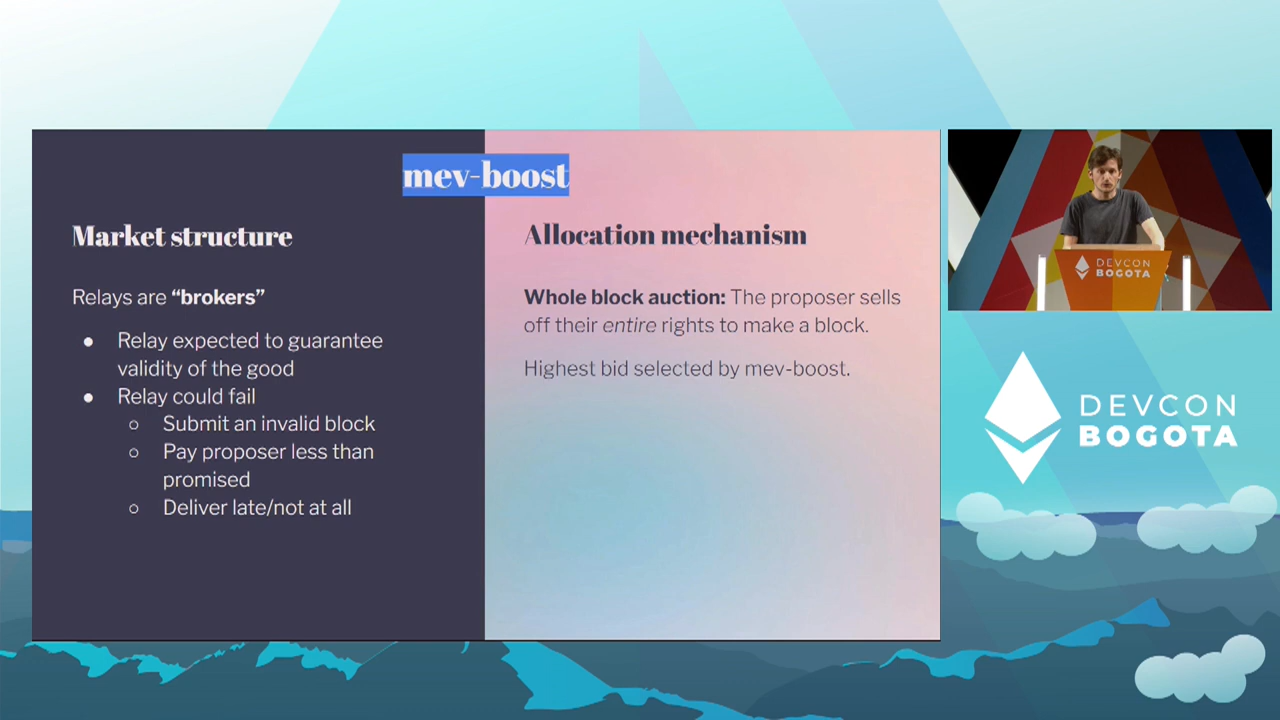 mev-boost
Market structure
Relays are “brokers”
● Relay expected to guarantee
validity of the good
● Relay could fail
○ Submit an invalid block
○ Pay proposer less than
promised
○ Deliver late/not at all
Allocation mechanism
Whole block auction: The proposer sells
off their entire rights to make a block.
Highest bid selected by mev-boost.
DEVCON
BOGOTA
DEVCON
BOGOTA